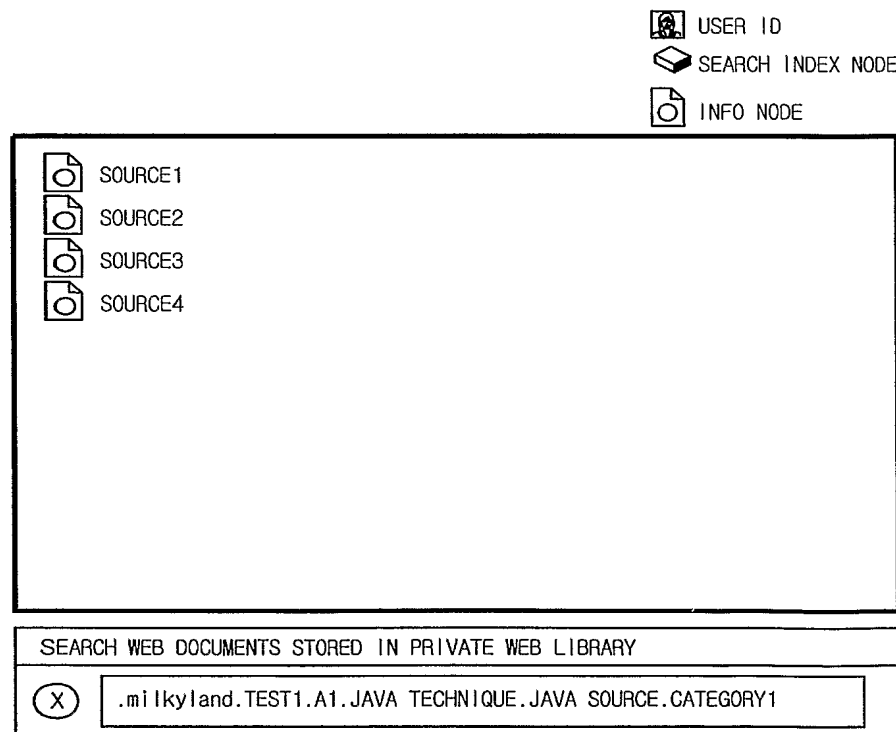 USER ID
SEARCH INDEX NODE
INFO NODE
SOURCE1
SOURCE2
SOURCE3
SOURCE4
SEARCH WEB DOCUMENTS STORED IN PRIVATE WEB LIBRARY
X
.milkyland.TEST1.A1.JAVA TECHNIQUE.JAVA SOURCE.CATEGORY1